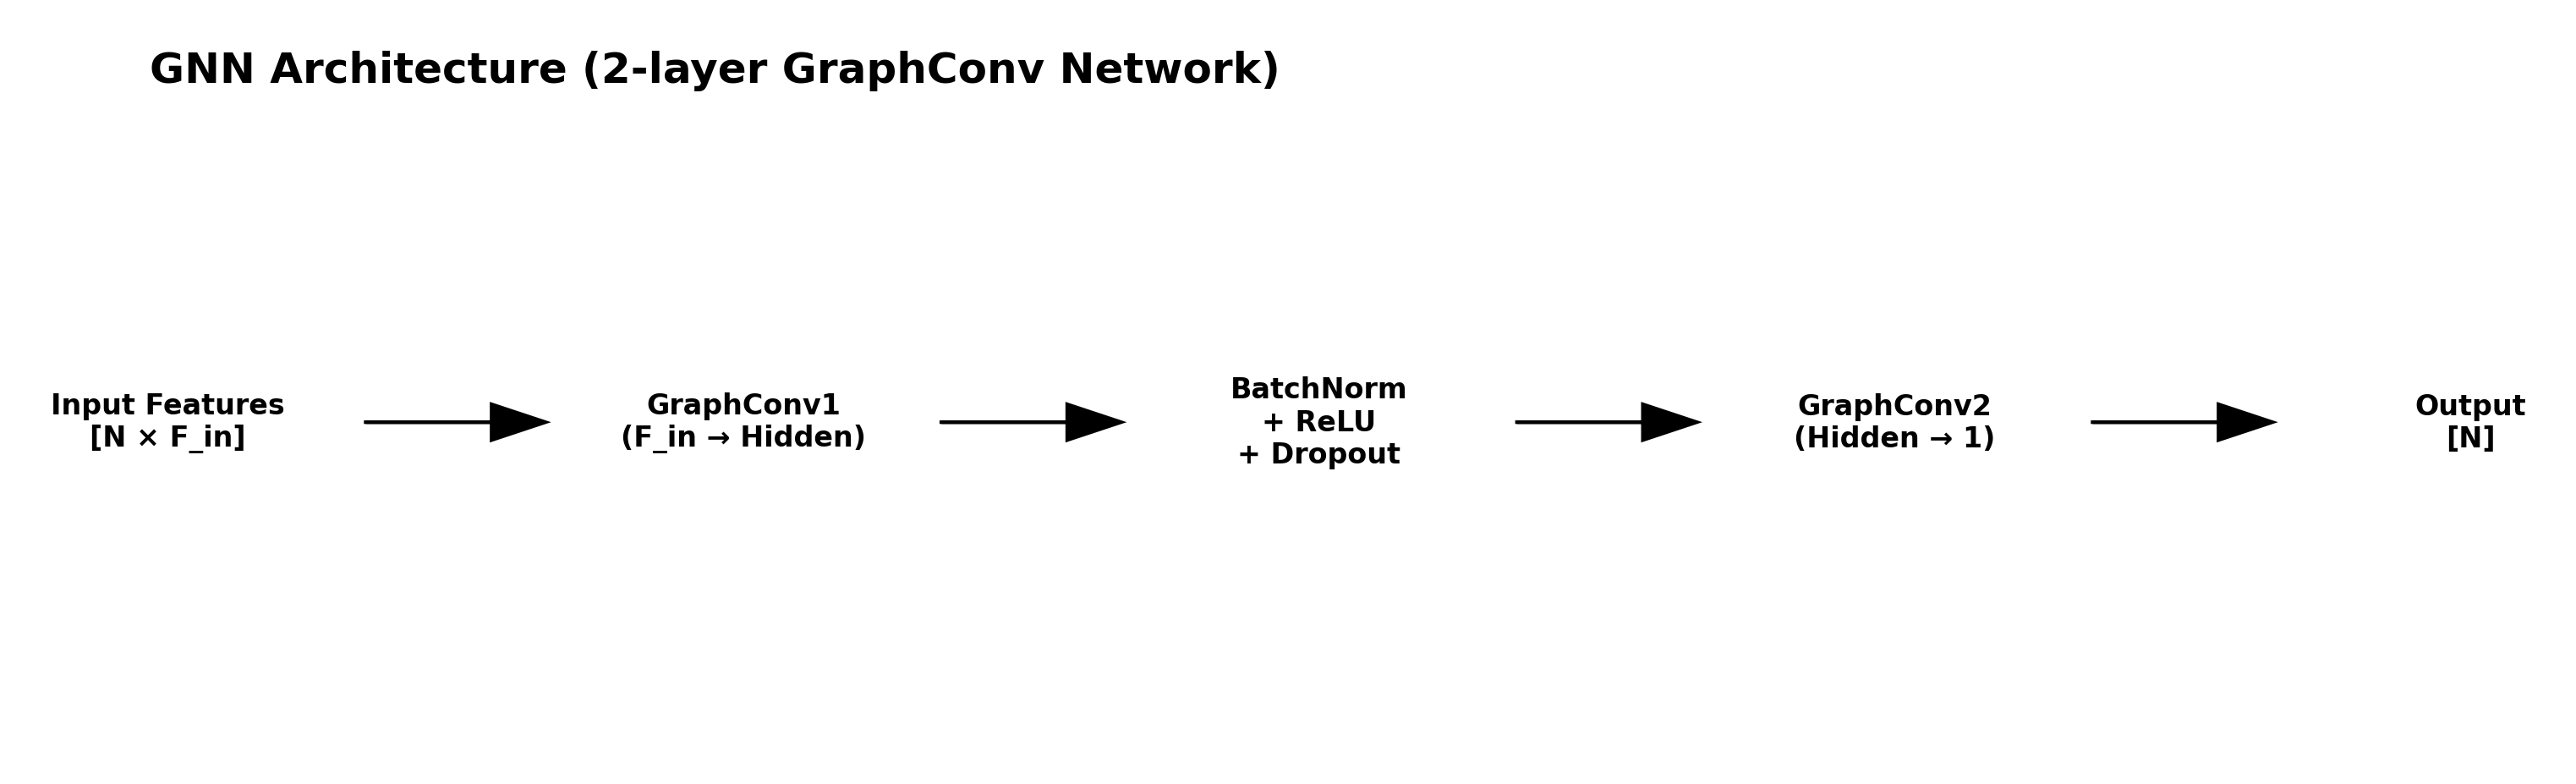 GNN Architecture (2-layer GraphConv Network)
Input Features
[N × F_in]
GraphConv1
(F_in → Hidden)
BatchNorm
+ ReLU
+ Dropout
GraphConv2
(Hidden → 1)
Output
[N]